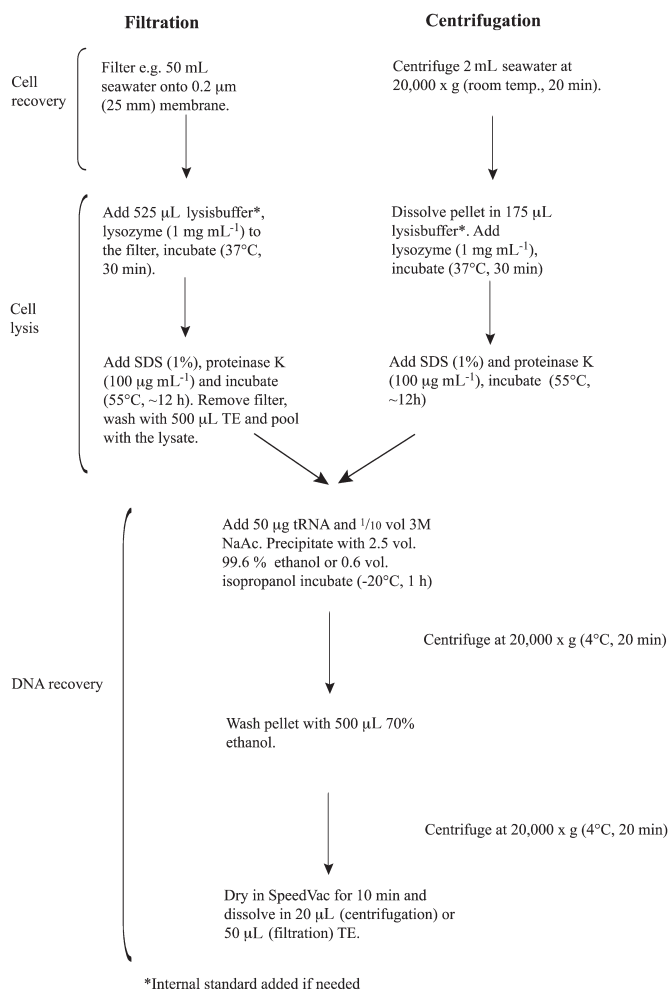 Filtration
Centrifugation
Cell
recovery
Filter e.g. 50 mL
seawater onto 0.2 μm
(25 mm) membrane.
Centrifuge 2 mL seawater at
20,000 x g (room temp., 20 min).
Cell
lysis
Add 525 μL lysisbuffer*,
lysozyme (1 mg mL⁻¹) to
the filter, incubate (37°C,
30 min).
Dissolve pellet in 175 μL
lysisbuffer*. Add
lysozyme (1 mg mL⁻¹),
incubate (37°C, 30 min)
Add SDS (1%), proteinase K
(100 μg mL⁻¹) and incubate
(55°C, ~12 h). Remove filter,
wash with 500 μL TE and pool
with the lysate.
Add SDS (1%) and proteinase K
(100 μg mL⁻¹), incubate (55°C,
~12h)
DNA recovery
Add 50 μg tRNA and 1/10 vol 3M
NaAc. Precipitate with 2.5 vol.
99.6 % ethanol or 0.6 vol.
isopropanol incubate (-20°C, 1 h)
Centrifuge at 20,000 x g (4°C, 20 min)
Wash pellet with 500 μL 70%
ethanol.
Centrifuge at 20,000 x g (4°C, 20 min)
Dry in SpeedVac for 10 min and
dissolve in 20 μL (centrifugation) or
50 μL (filtration) TE.
*Internal standard added if needed